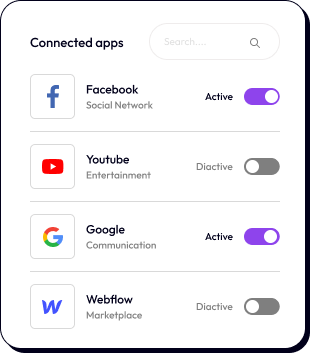 Connected apps
Search....
Facebook
Social Network
Active
Youtube
Entertainment
Diactive
Google
Communication
Active
Webflow
Marketplace
Diactive